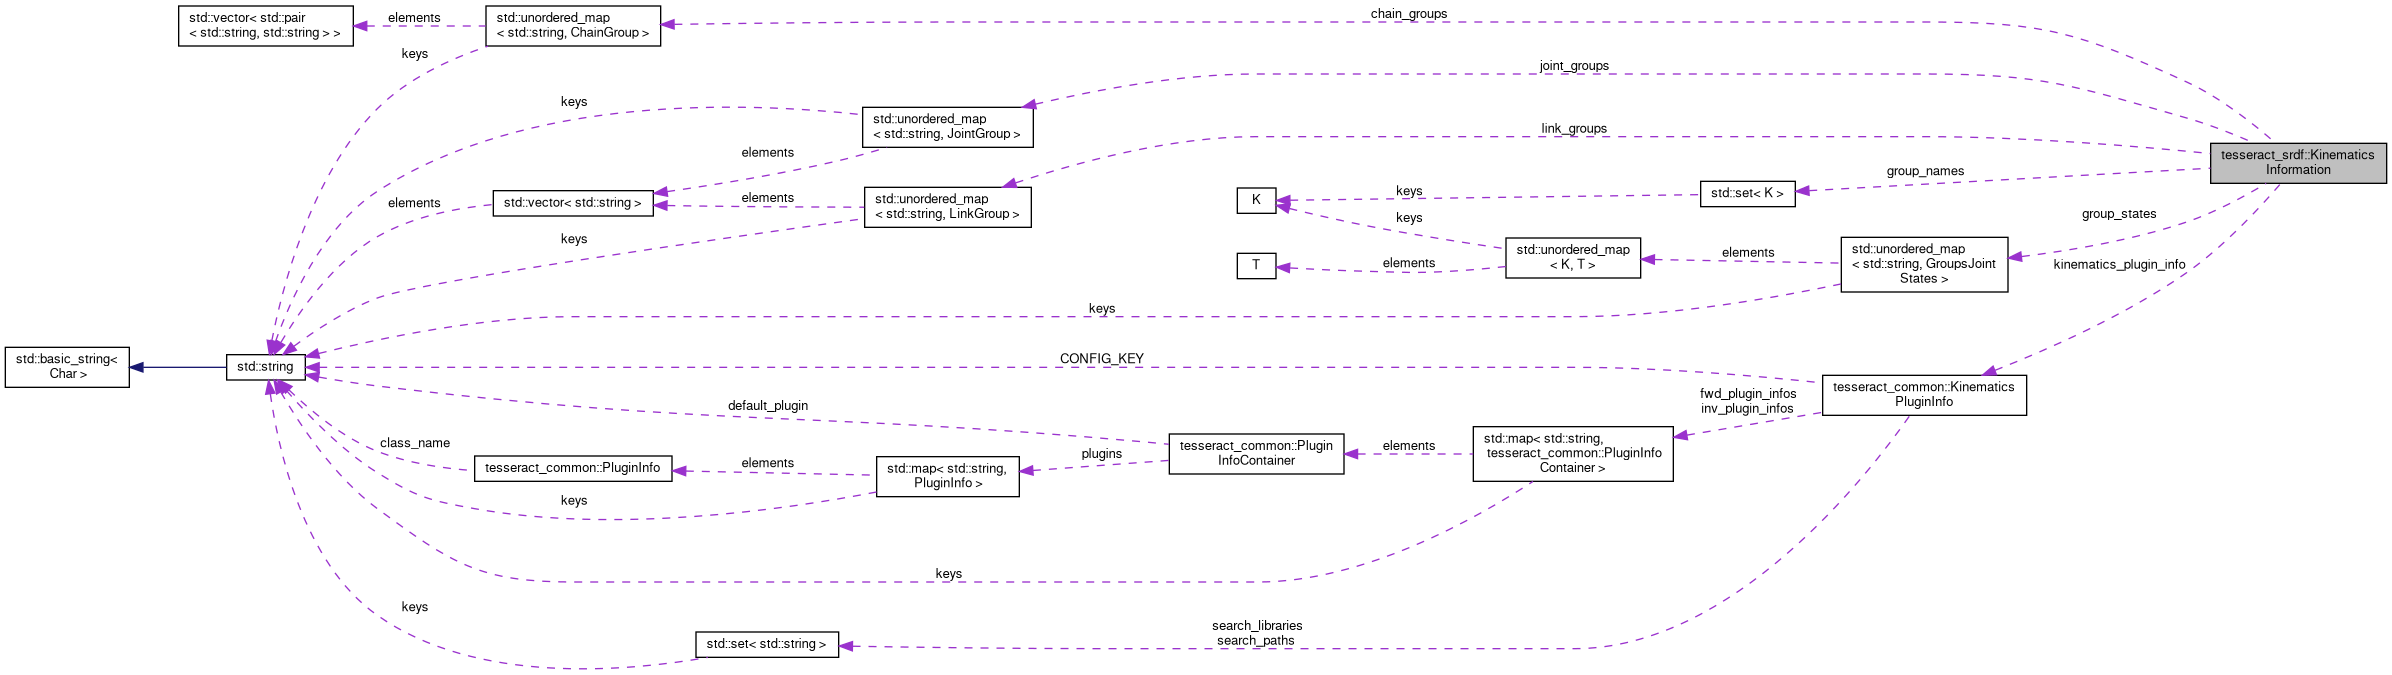 std::vector< std::pair
< std::string, std::string > >
elements
std::unordered_map
< std::string, ChainGroup >
chain_groups
keys
joint_groups
keys
std::unordered_map
< std::string, JointGroup >
link_groups
elements
tesseract_srdf::Kinematics
Information
std::vector< std::string >
elements
elements
std::unordered_map
< std::string, LinkGroup >
keys
K
keys
std::set< K >
group_names
keys
T
elements
std::unordered_map
< K, T >
elements
std::unordered_map
< std::string, GroupsJoint
States >
group_states
kinematics_plugin_info
keys
std::basic_string<
Char >
std::string
CONFIG_KEY
tesseract_common::Kinematics
PluginInfo
default_plugin
fwd_plugin_infos
inv_plugin_infos
class_name
tesseract_common::PluginInfo
elements
std::map< std::string,
PluginInfo >
plugins
tesseract_common::Plugin
InfoContainer
elements
std::map< std::string,
tesseract_common::PluginInfo
Container >
keys
keys
keys
std::set< std::string >
search_libraries
search_paths